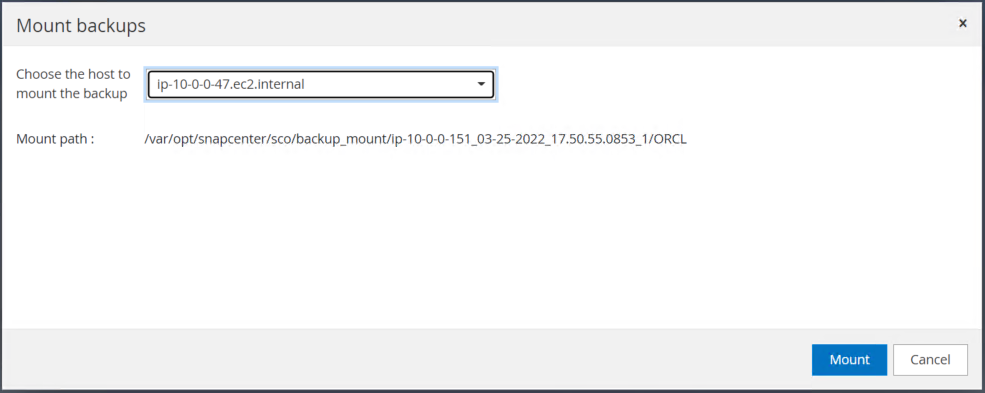 Mount backups
x
Choose the host to
mount the backup
ip-10-0-0-47.ec2.internal
Mount path :
/var/opt/snapcenter/sco/backup_mount/ip-10-0-0-151_03-25-2022_17.50.55.0853_1/ORCL
Mount
Cancel